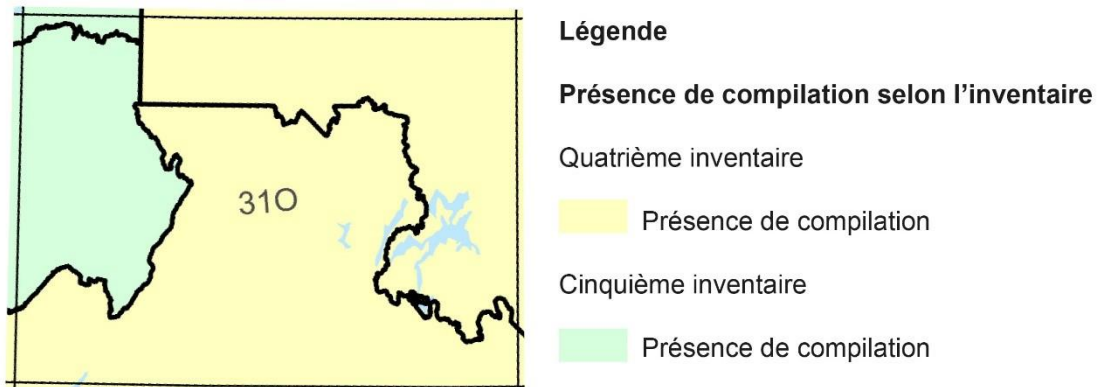 Légende
Présence de compilation selon l’inventaire
Quatrième inventaire
Présence de compilation
Cinquième inventaire
Présence de compilation
31O